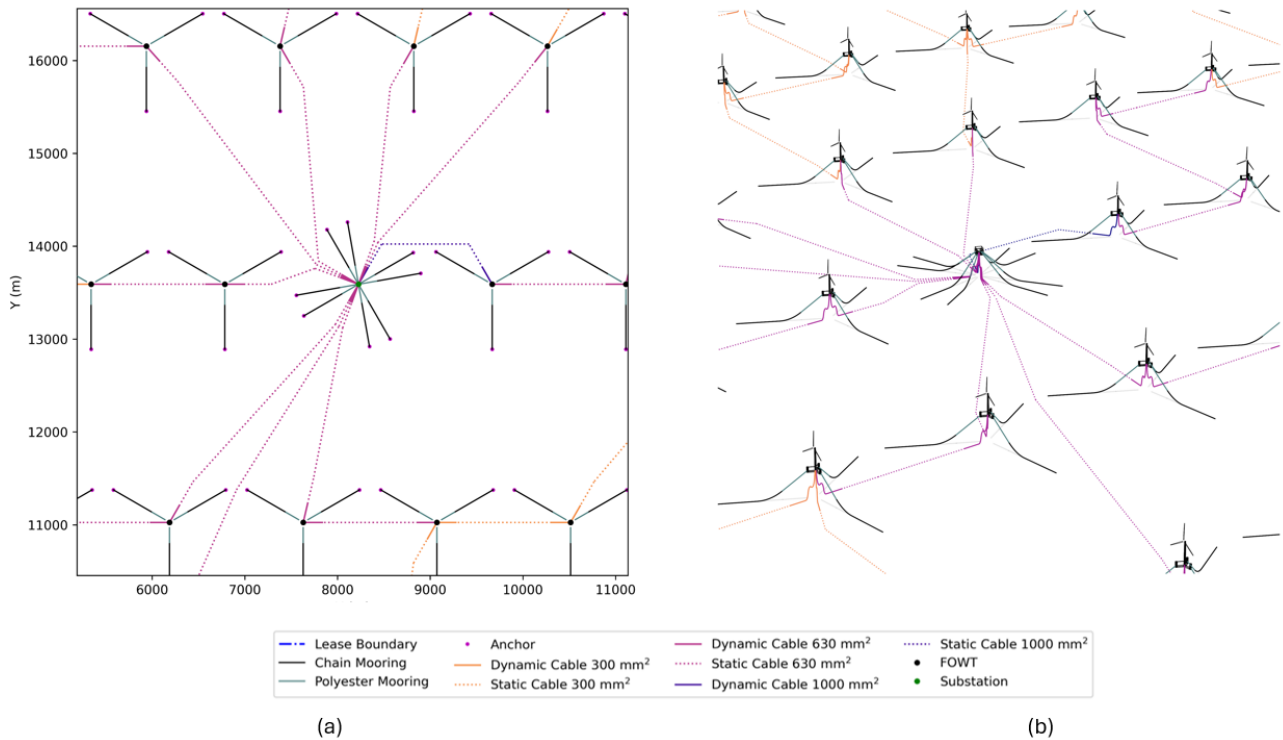 16000
15000
14000
13000
12000
11000
Y (m)
6000 7000 8000 9000 10000 11000
Lease Boundary Anchor Dynamic Cable 630 mm² Static Cable 1000 mm²
Chain Mooring Dynamic Cable 300 mm² Static Cable 630 mm² FOWT
Polyester Mooring Static Cable 300 mm² Dynamic Cable 1000 mm² Substation
(a) (b)